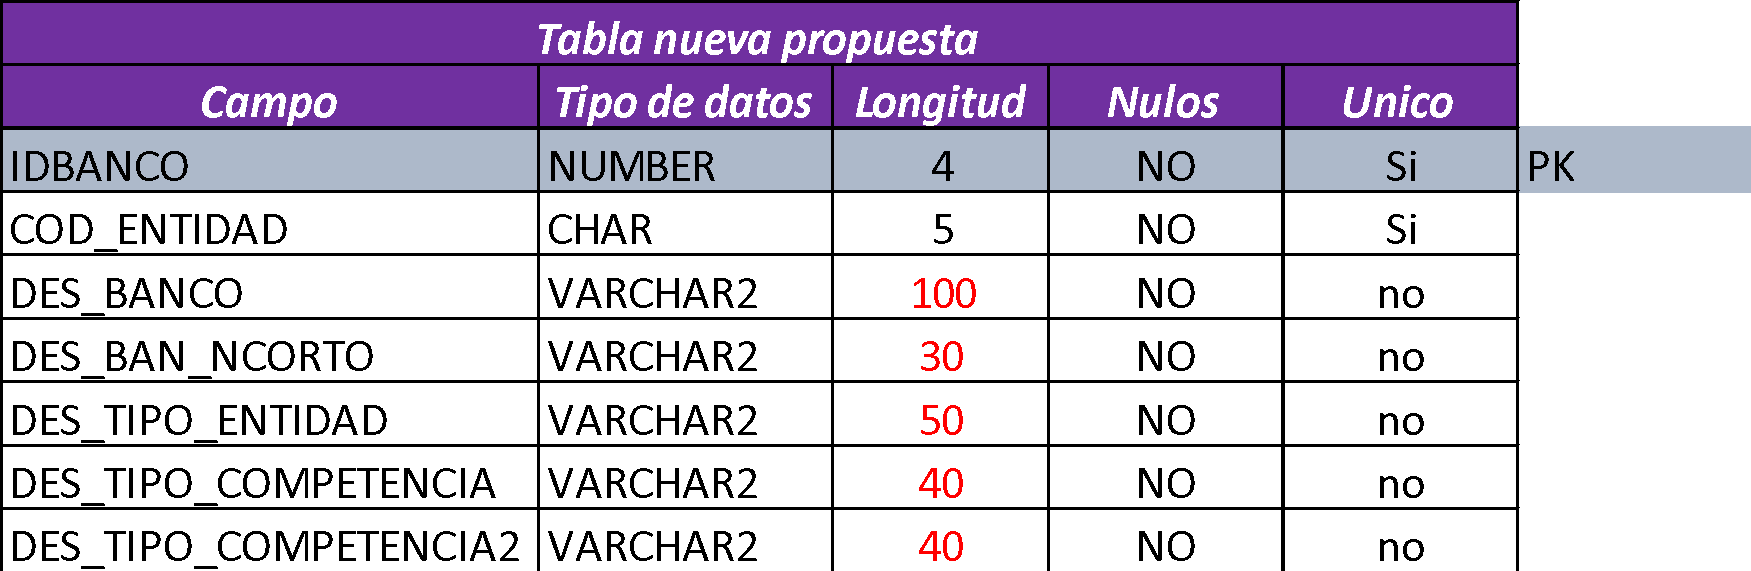 Tabla nueva propuesta
Campo Tipo de datos Longitud Nulos Unico
IDBANCO NUMBER 4 NO Si PK
COD_ENTIDAD CHAR 5 NO Si
DES_BANCO VARCHAR2 100 NO no
DES_BAN_NCORTO VARCHAR2 30 NO no
DES_TIPO_ENTIDAD VARCHAR2 50 NO no
DES_TIPO_COMPETENCIA VARCHAR2 40 NO no
DES_TIPO_COMPETENCIA2 VARCHAR2 40 NO no